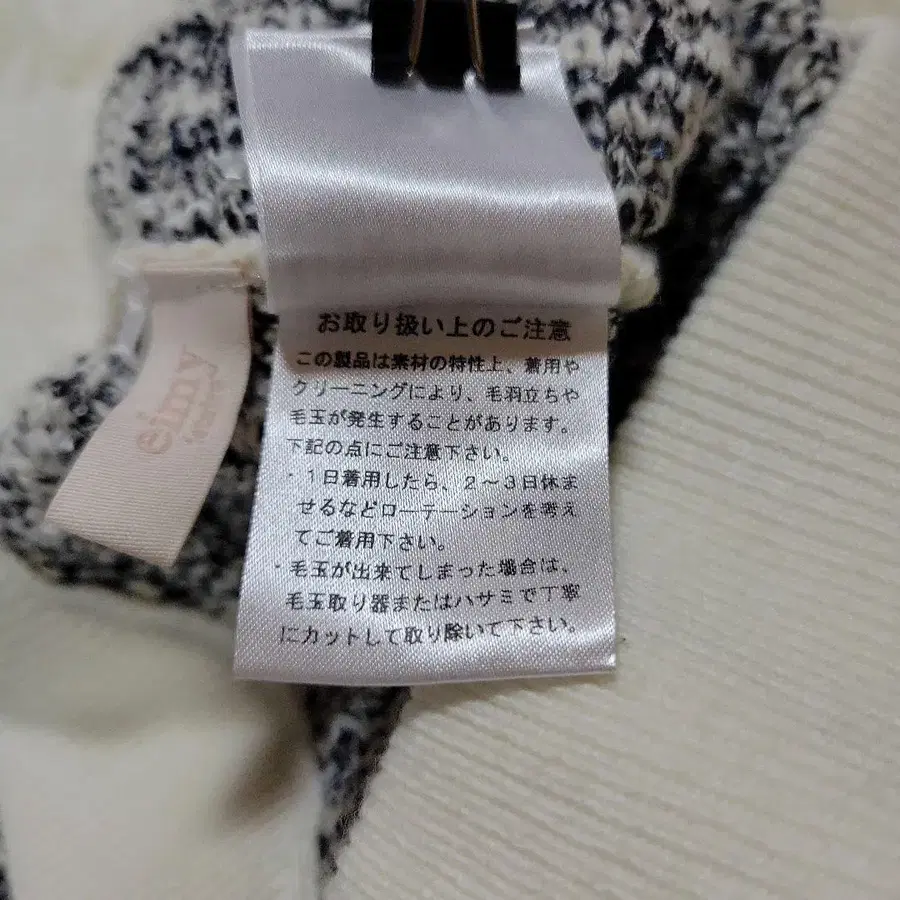 お取り扱い上のご注意
この製品は素材の特性上、着用や
クリーニングにより、毛羽立ちや
毛玉が発生することがあります。
下記の点にご注意下さい。
・1日着用したら、2～3日休ま
せるなどローテーションを考え
てご着用下さい。
・毛玉が出来てしまった場合は、
毛玉取り器またはハサミで丁寧
にカットして取り除いて下さい。
eimy